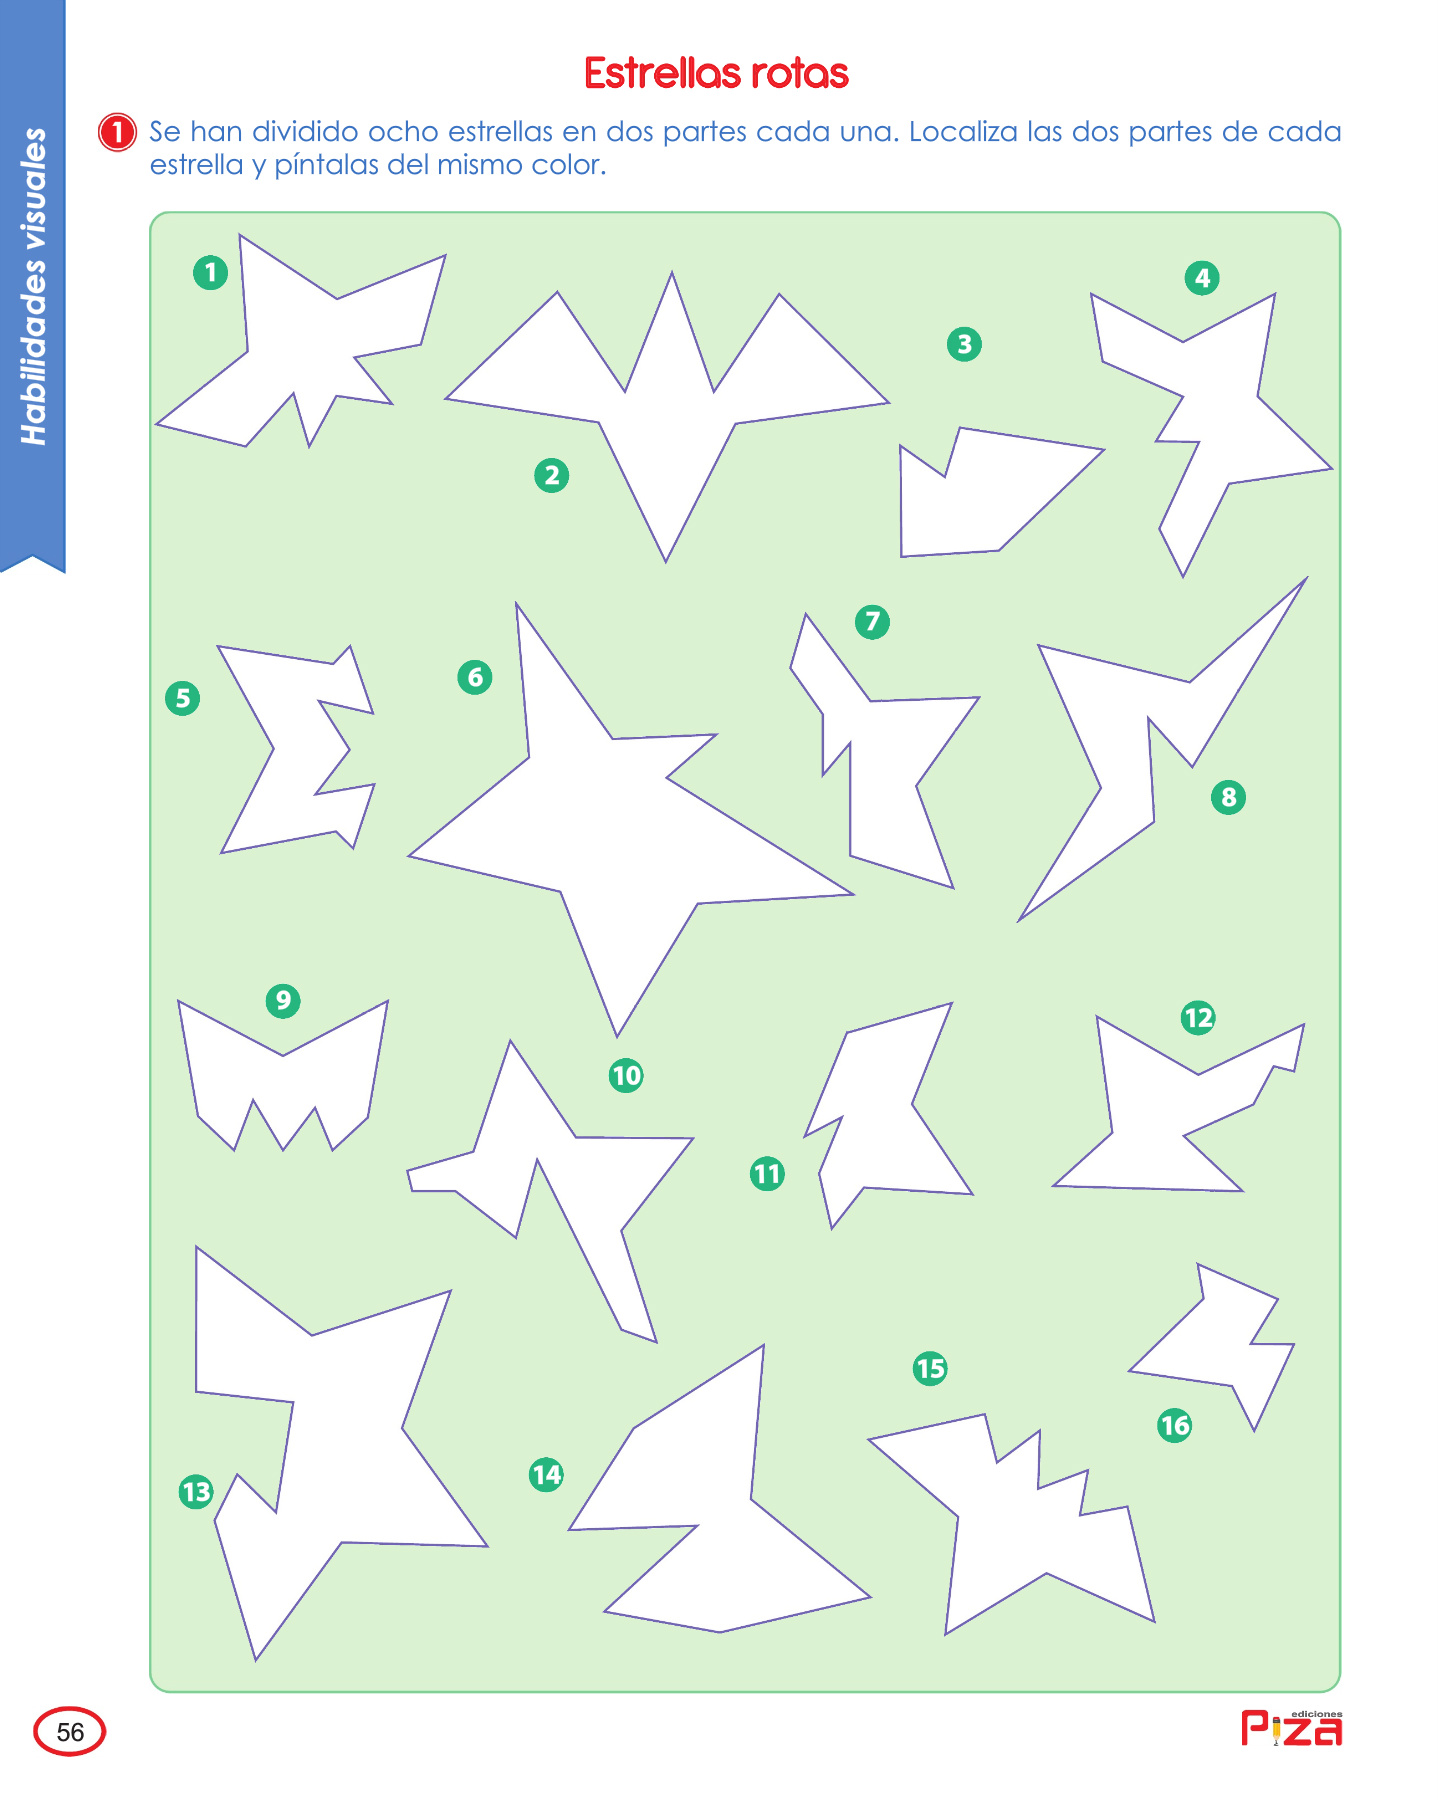 Habilidades visuales
Estrellas rotas
1 Se han dividido ocho estrellas en dos partes cada una. Localiza las dos partes de cada
estrella y píntalas del mismo color.
1
2
3
4
5
6
7
8
9
10
11
12
13
14
15
16
56
ediciones
Piza